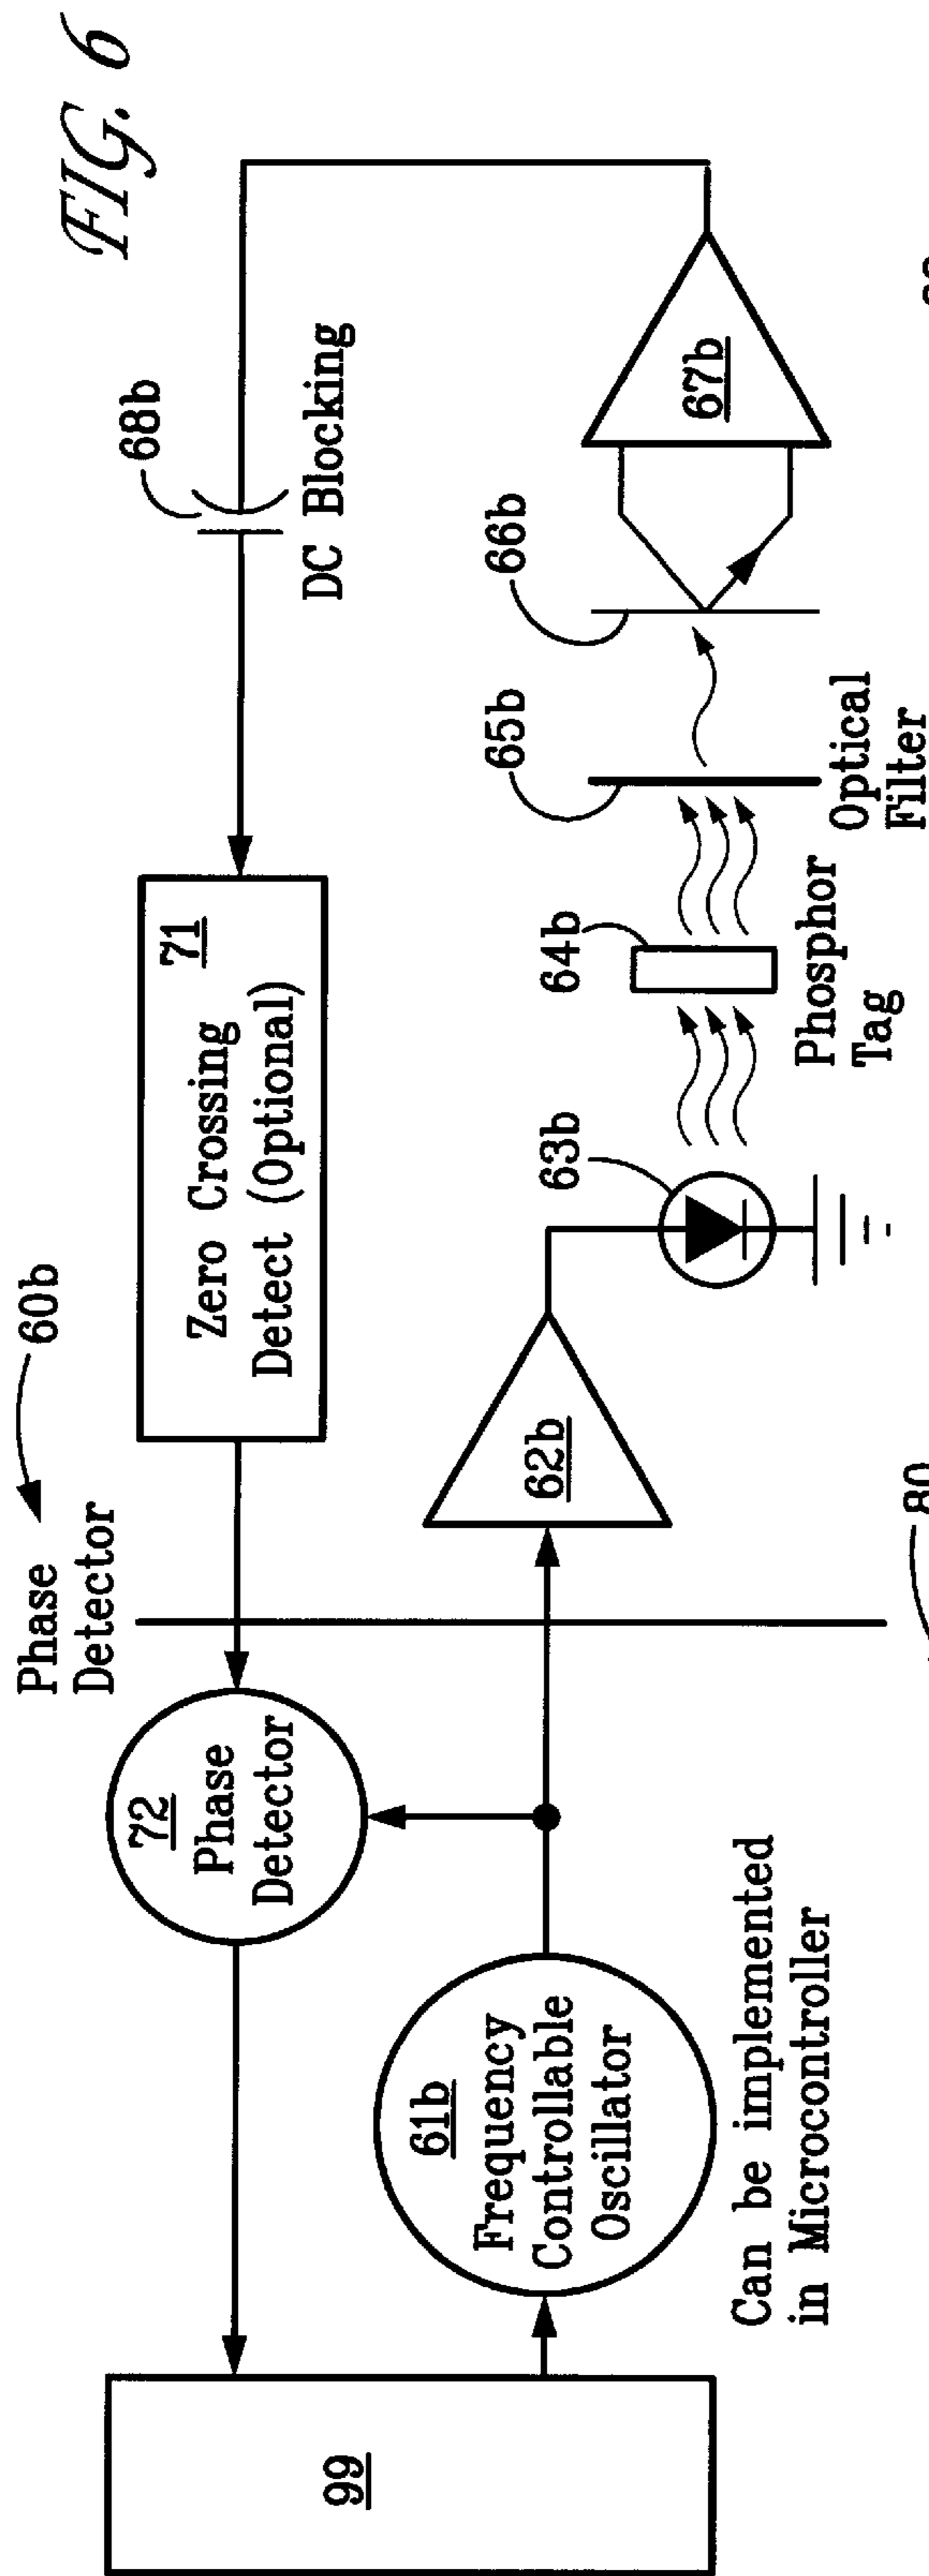 FIG. 6
Phase
Detector
60b
99
72
Phase
Detector
71
Zero Crossing
Detect (Optional)
68b
DC Blocking
61b
Frequency
Controllable
Oscillator
Can be implemented
in Microcontroller
62b
63b
64b
Phosphor
Tag
65b
Optical
Filter
66b
67b
80